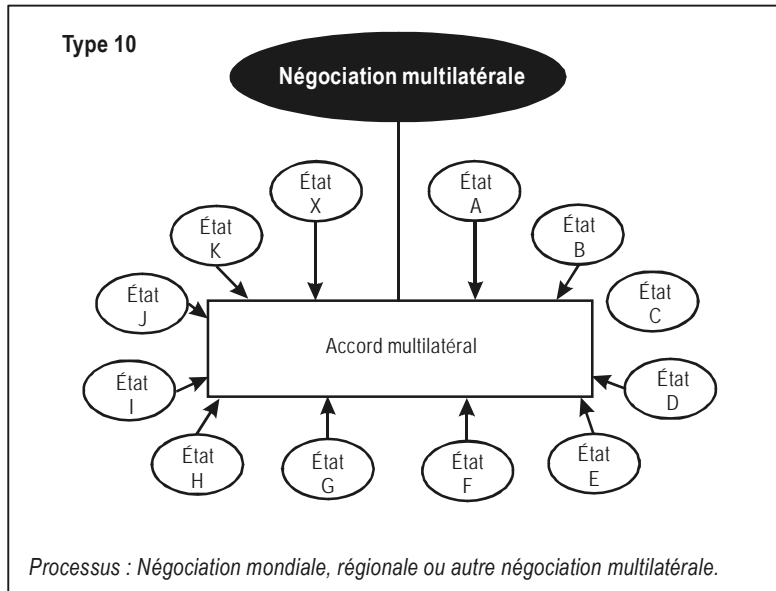 Type 10
Négociation multilatérale
État
X
État
A
État
K
État
B
État
J
État
C
Accord multilatéral
État
I
État
D
État
H
État
G
État
F
État
E
Processus : Négociation mondiale, régionale ou autre négociation multilatérale.